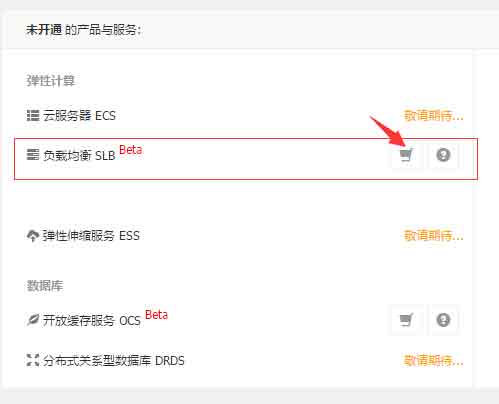 未开通 的产品与服务：
弹性计算
云服务器 ECS 敬请期待...
负载均衡 SLB Beta
弹性伸缩服务 ESS 敬请期待...
数据库
开放缓存服务 OCS Beta
分布式关系型数据库 DRDS 敬请期待...